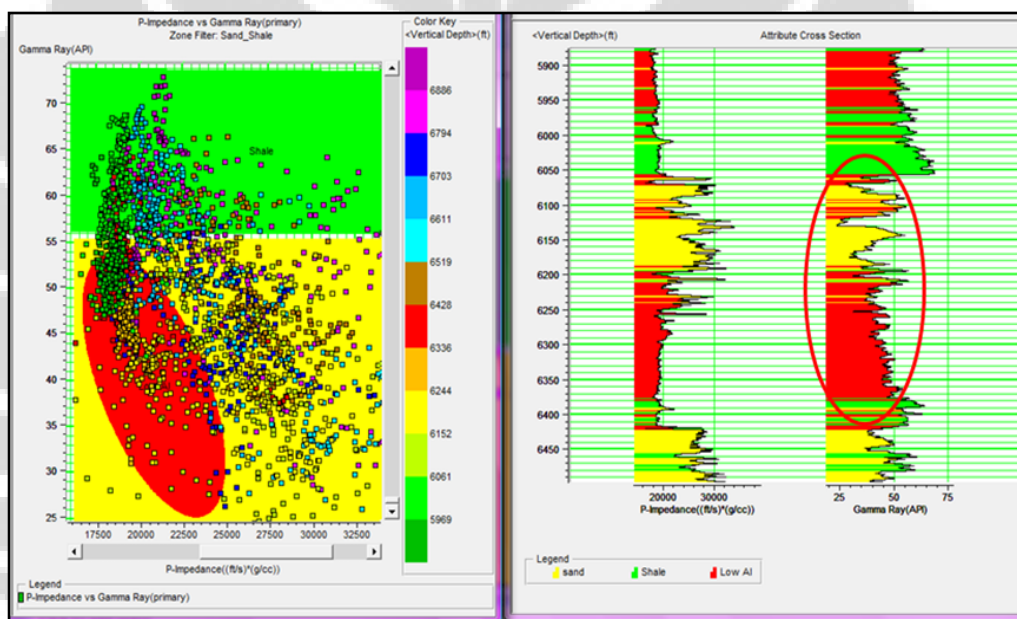 P-Impedance vs Gamma Ray(primary)
Zone Filter: Sand_Shale
Gamma Ray(API)
70
65
60
55
50
45
40
35
30
25
Shale
17500 20000 22500 25000 27500 30000 32500
P-Impedance((ft/s)*(g/cc))
Legend
P-Impedance vs Gamma Ray(primary)
Color Key
<Vertical Depth>(ft)
6886
6794
6703
6611
6519
6428
6336
6244
6152
6061
5969
<Vertical Depth>(ft)
Attribute Cross Section
5900
5950
6000
6050
6100
6150
6200
6250
6300
6350
6400
6450
20000 30000
P-Impedance((ft/s)*(g/cc))
25 50 75
Gamma Ray(API)
Legend
sand Shale Low AI